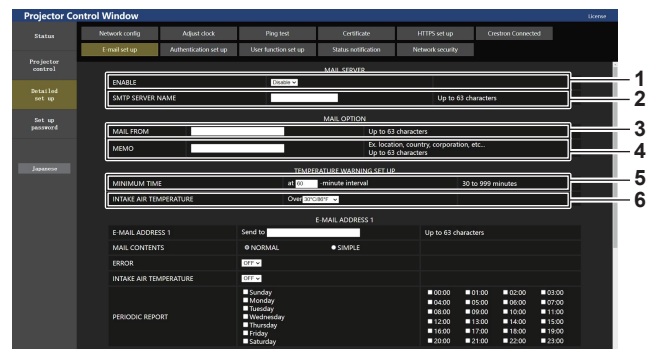 Projector Control Window
License
Status
Network config
Adjust clock
Ping test
Certificate
HTTPS set up
Crestron Connected
E-mail set up
Authentication set up
User function set up
Status notification
Network security
Projector
control
Detailed
set up
Set up
password
Japanese
MAIL SERVER
ENABLE
Disable
1
SMTP SERVER NAME
Up to 63 characters
2
MAIL OPTION
MAIL FROM
Up to 63 characters
3
MEMO
Ex. location, country, corporation, etc...
Up to 63 characters
4
TEMPERATURE WARNING SET UP
MINIMUM TIME
at 60 -minute interval
30 to 999 minutes
5
INTAKE AIR TEMPERATURE
Over 30°C/86°F
6
E-MAIL ADDRESS 1
E-MAIL ADDRESS 1
Send to
Up to 63 characters
MAIL CONTENTS
NORMAL
SIMPLE
ERROR
OFF
INTAKE AIR TEMPERATURE
OFF
PERIODIC REPORT
Sunday
Monday
Tuesday
Wednesday
Thursday
Friday
Saturday
00:00 01:00 02:00 03:00
04:00 05:00 06:00 07:00
08:00 09:00 10:00 11:00
12:00 13:00 14:00 15:00
16:00 17:00 18:00 19:00
20:00 21:00 22:00 23:00